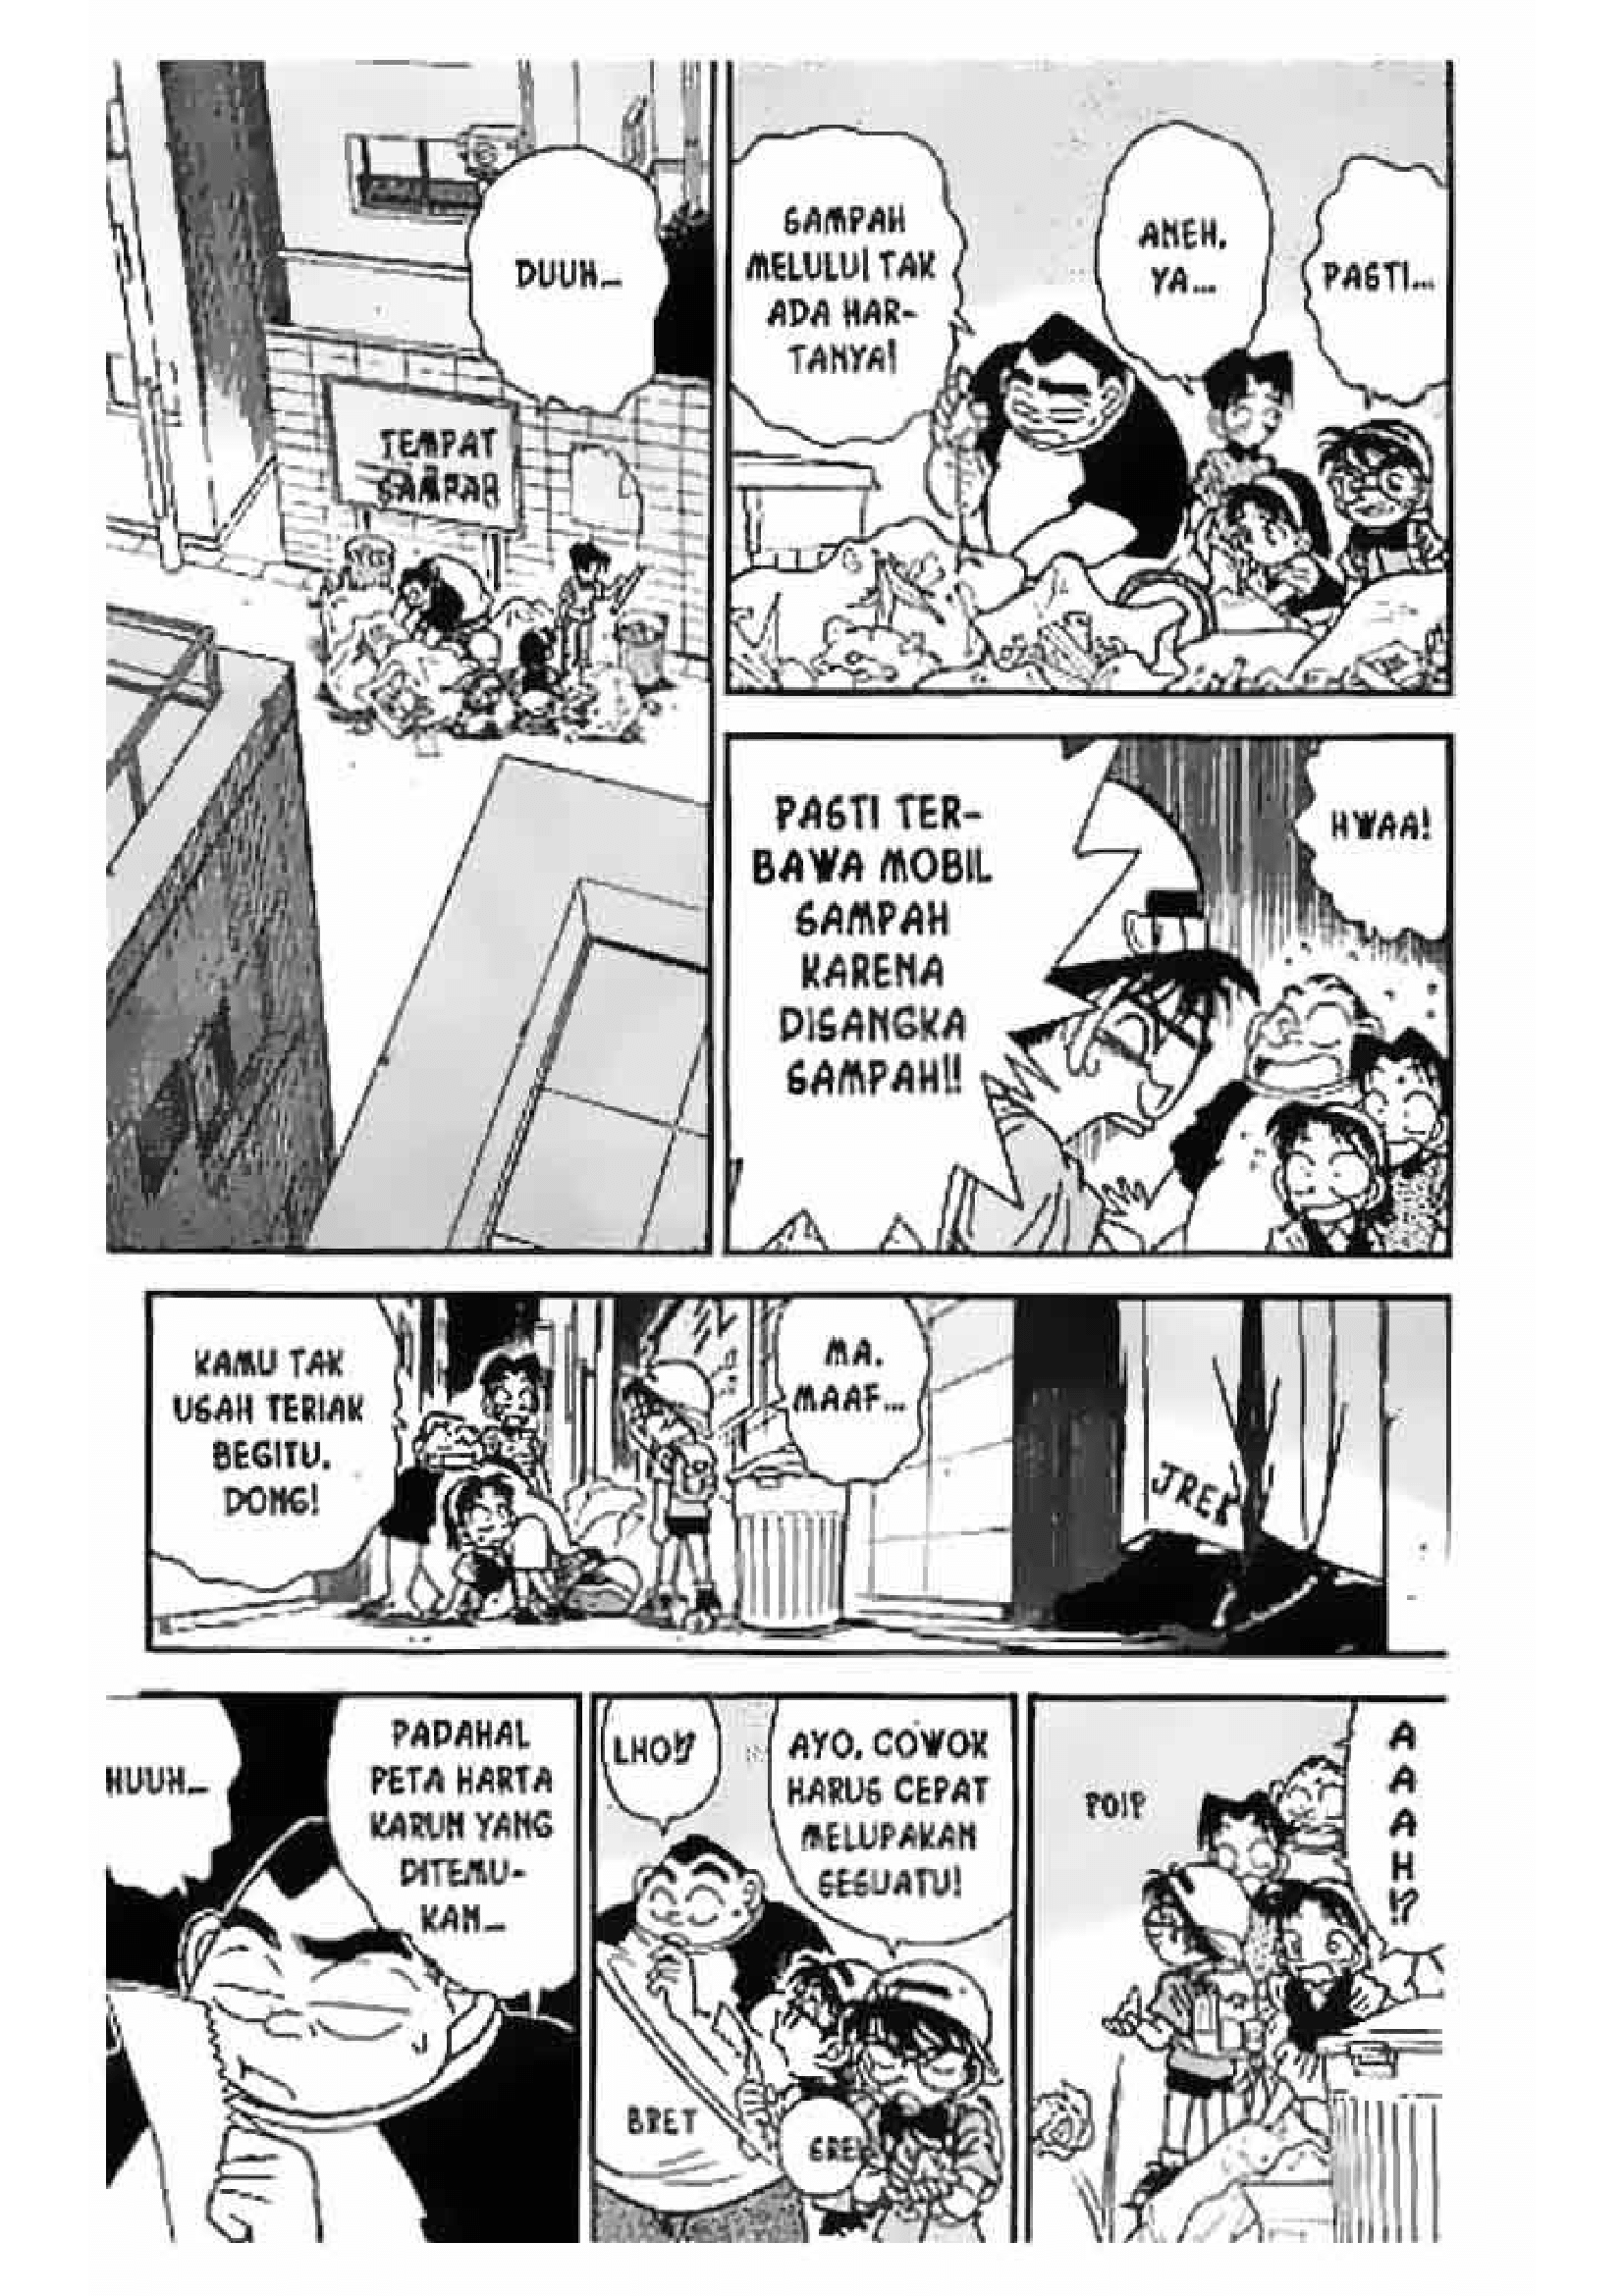 PASTI...
ANEH,
YA...
SAMPAH
MELULU! TAK
ADA HAR-
TANYA!
DUUH...
TEMPAT
SAMPAH
HWAA!
PASTI TER-
BAWA MOBIL
SAMPAH
KARENA
DISANGKA
SAMPAH!!
JREK
MA,
MAAF...
KAMU TAK
USAH TERIAK
BEGITU,
DONG!
A
A
A
H
!?
POIP
AYO, COWOK
HARUS CEPAT
MELUPAKAN
SESUATU!
LHO!?
BRET
PADAHAL
PETA HARTA
KARUN YANG
DITEMU-
KAN...
HUUH...